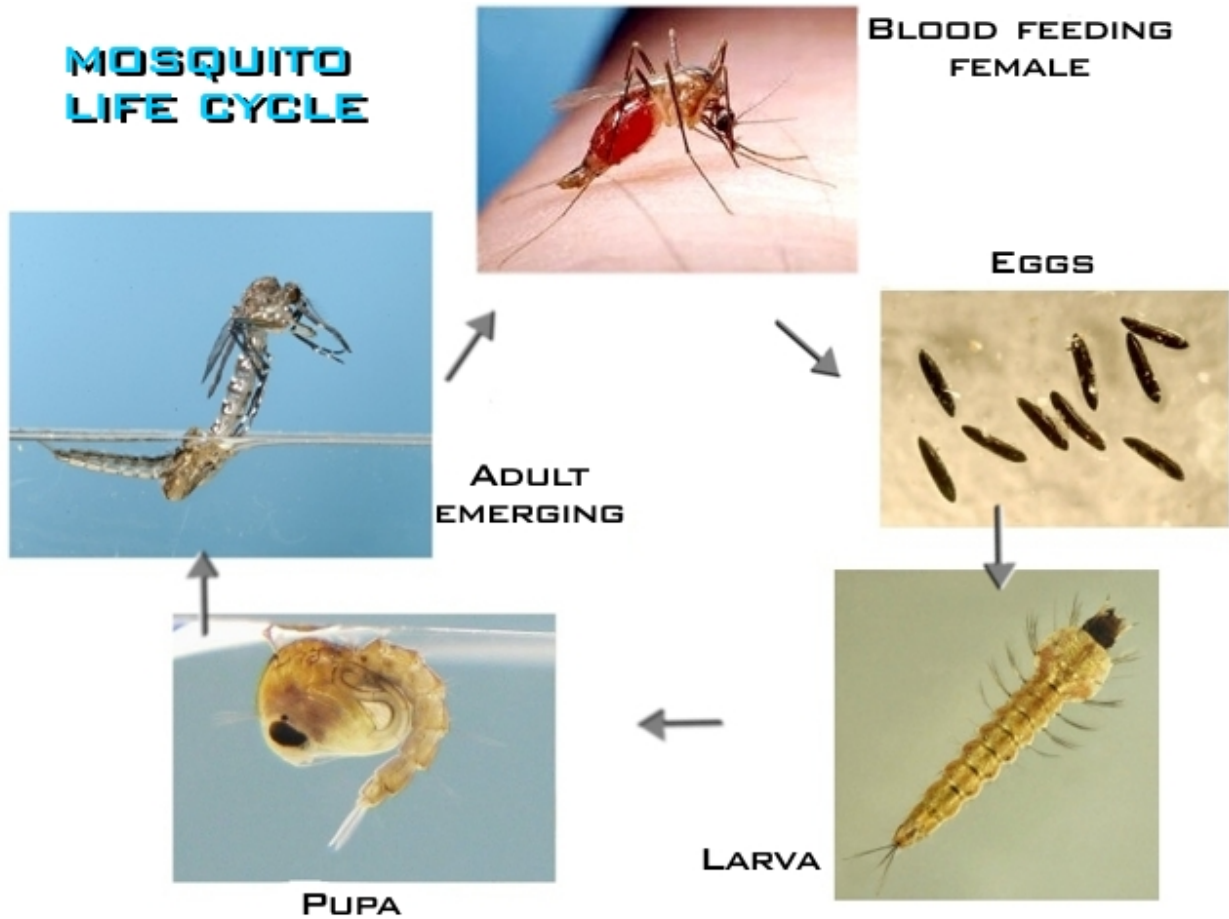 MOSQUITO
LIFE CYCLE
BLOOD FEEDING
FEMALE
EGGS
ADULT
EMERGING
LARVA
PUPA